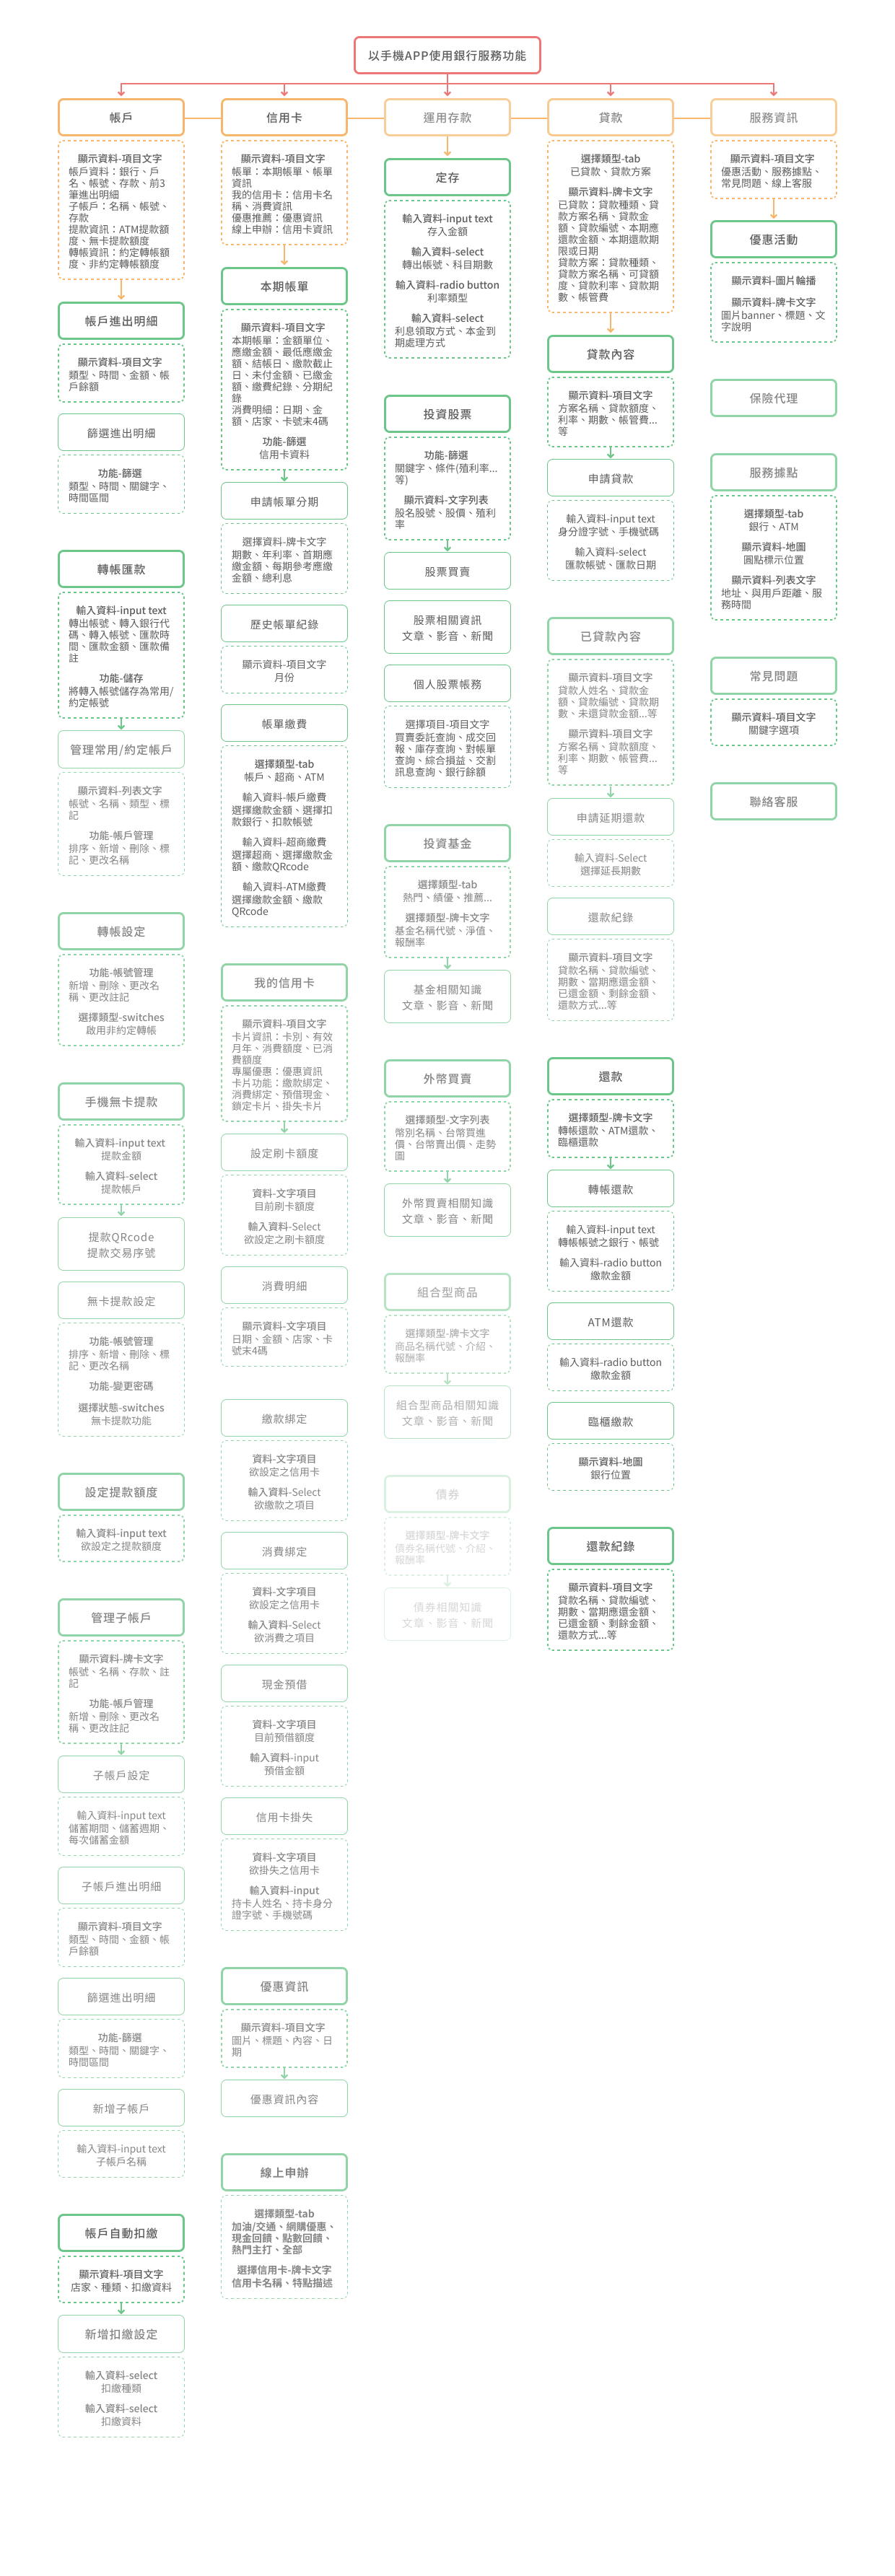 以手機APP使用銀行服務功能
帳戶
顯示資料-項目文字
帳戶資料：銀行、戶
名、帳號、存款、前3
筆進出明細
子帳戶：名稱、帳號、
存款
提款資訊：ATM提款額
度、無卡提款額度
轉帳資訊：約定轉帳額
度、非約定轉帳額度
帳戶進出明細
顯示資料-項目文字
類型、時間、金額、帳
戶餘額
篩選進出明細
功能-篩選
類型、時間、關鍵字、
時間區間
轉帳匯款
輸入資料-input text
轉出帳號、轉入銀行代
碼、轉入帳號、匯款時
間、匯款金額、匯款備
註
功能-儲存
將轉入帳號儲存為常用/
約定帳號
管理常用/約定帳戶
顯示資料-列表文字
帳號、名稱、類型、標
記
功能-帳戶管理
排序、新增、刪除、標
記、更改名稱
轉帳設定
功能-帳號管理
新增、刪除、更改名
稱、更改註記
選擇類型-switches
啟用非約定轉帳
手機無卡提款
輸入資料-input text
提款金額
輸入資料-select
提款帳戶
提款QRcode
提款交易序號
無卡提款設定
功能-帳號管理
排序、新增、刪除、標
記、更改名稱
功能-變更密碼
選擇狀態-switches
無卡提款功能
設定提款額度
輸入資料-input text
欲設定之提款額度
管理子帳戶
顯示資料-牌卡文字
帳號、名稱、存款、註
記
功能-帳戶管理
新增、刪除、更改名
稱、更改註記
子帳戶設定
輸入資料-input text
儲蓄期間、儲蓄週期、
每次儲蓄金額
子帳戶進出明細
顯示資料-項目文字
類型、時間、金額、帳
戶餘額
篩選進出明細
功能-篩選
類型、時間、關鍵字、
時間區間
新增子帳戶
輸入資料-input text
子帳戶名稱
帳戶自動扣繳
顯示資料-項目文字
店家、種類、扣繳資料
新增扣繳設定
輸入資料-select
扣繳種類
輸入資料-select
扣繳資料
信用卡
顯示資料-項目文字
帳單：本期帳單、帳單
資訊
我的信用卡：信用卡名
稱、消費資訊
優惠推薦：優惠資訊
線上申辦：信用卡資訊
本期帳單
顯示資料-項目文字
本期帳單：金額單位、
應繳金額、最低應繳金
額、結帳日、繳款截止
日、未付金額、已繳金
額、繳費紀錄、分期紀
錄
消費明細：日期、金
額、店家、卡號末4碼
功能-篩選
信用卡資料
申請帳單分期
選擇資料-牌卡文字
期數、年利率、首期應
繳金額、每期參考應繳
金額、總利息
歷史帳單紀錄
顯示資料-項目文字
月份
帳單繳費
選擇類型-tab
帳戶、超商、ATM
輸入資料-帳戶繳費
選擇繳款金額、選擇扣
款銀行、扣款帳號
輸入資料-超商繳費
選擇超商、選擇繳款金
額、繳款QRcode
輸入資料-ATM繳費
選擇繳款金額、繳款
QRcode
我的信用卡
顯示資料-項目文字
卡片資訊：卡別、有效
月年、消費額度、已消
費額度
專屬優惠：優惠資訊
卡片功能：繳款綁定、
消費綁定、預借現金、
鎖定卡片、掛失卡片
設定刷卡額度
資料-文字項目
目前刷卡額度
輸入資料-Select
欲設定之刷卡額度
消費明細
顯示資料-文字項目
日期、金額、店家、卡
號末4碼
繳款綁定
資料-文字項目
欲設定之信用卡
輸入資料-Select
欲繳款之項目
消費綁定
資料-文字項目
欲設定之信用卡
輸入資料-Select
欲消費之項目
現金預借
資料-文字項目
目前預借額度
輸入資料-input
預借金額
信用卡掛失
資料-文字項目
欲掛失之信用卡
輸入資料-input
持卡人姓名、持卡身分
證字號、手機號碼
優惠資訊
顯示資料-項目文字
圖片、標題、內容、日
期
優惠資訊內容
線上申辦
選擇類型-tab
加油/交通、網購優惠、
現金回饋、點數回饋、
熱門主打、全部
選擇信用卡-牌卡文字
信用卡名稱、特點描述
運用存款
定存
輸入資料-input text
存入金額
輸入資料-select
轉出帳號、科目期數
輸入資料-radio button
利率類型
輸入資料-select
利息領取方式、本金到
期處理方式
投資股票
功能-篩選
關鍵字、條件(殖利率...
等)
顯示資料-文字列表
股名股號、股價、殖利
率
股票買賣
股票相關資訊
文章、影音、新聞
個人股票帳務
選擇項目-項目文字
買賣委託查詢、成交回
報、庫存查詢、對帳單
查詢、綜合損益、交割
訊息查詢、銀行餘額
投資基金
選擇類型-tab
熱門、績優、推薦...
選擇類型-牌卡文字
基金名稱代號、淨值、
報酬率
基金相關知識
文章、影音、新聞
外幣買賣
選擇類型-文字列表
幣別名稱、台幣買進
價、台幣賣出價、走勢
圖
外幣買賣相關知識
文章、影音、新聞
組合型商品
選擇類型-牌卡文字
商品名稱代號、介紹、
報酬率
組合型商品相關知識
文章、影音、新聞
債券
選擇類型-牌卡文字
債券名稱代號、介紹、
報酬率
債券相關知識
文章、影音、新聞
貸款
選擇類型-tab
已貸款、貸款方案
顯示資料-牌卡文字
已貸款：貸款種類、貸
款方案名稱、貸款金
額、貸款編號、本期應
還款金額、本期還款期
限或日期
貸款方案：貸款種類、
貸款方案名稱、可貸額
度、貸款利率、貸款期
數、帳管費
貸款內容
顯示資料-項目文字
方案名稱、貸款額度、
利率、期數、帳管費...
等
申請貸款
輸入資料-input text
身分證字號、手機號碼
輸入資料-select
匯款帳號、匯款日期
已貸款內容
顯示資料-項目文字
貸款人姓名、貸款金
額、貸款編號、貸款期
數、未還貸款金額...等
顯示資料-項目文字
方案名稱、貸款額度、
利率、期數、帳管費...
等
申請延期還款
輸入資料-Select
選擇延長期數
還款紀錄
顯示資料-項目文字
貸款名稱、貸款編號、
期數、當期應還金額、
已還金額、剩餘金額、
還款方式...等
還款
選擇類型-牌卡文字
轉帳還款、ATM還款、
臨櫃還款
轉帳還款
輸入資料-input text
轉帳帳號之銀行、帳號
輸入資料-radio button
繳款金額
ATM還款
輸入資料-radio button
繳款金額
臨櫃繳款
顯示資料-地圖
銀行位置
還款紀錄
顯示資料-項目文字
貸款名稱、貸款編號、
期數、當期應還金額、
已還金額、剩餘金額、
還款方式...等
服務資訊
顯示資料-項目文字
優惠活動、服務據點、
常見問題、線上客服
優惠活動
顯示資料-圖片輪播
顯示資料-牌卡文字
圖片banner、標題、文
字說明
保險代理
服務據點
選擇類型-tab
銀行、ATM
顯示資料-地圖
圓點標示位置
顯示資料-列表文字
地址、與用戶距離、服
務時間
常見問題
顯示資料-項目文字
關鍵字選項
聯絡客服